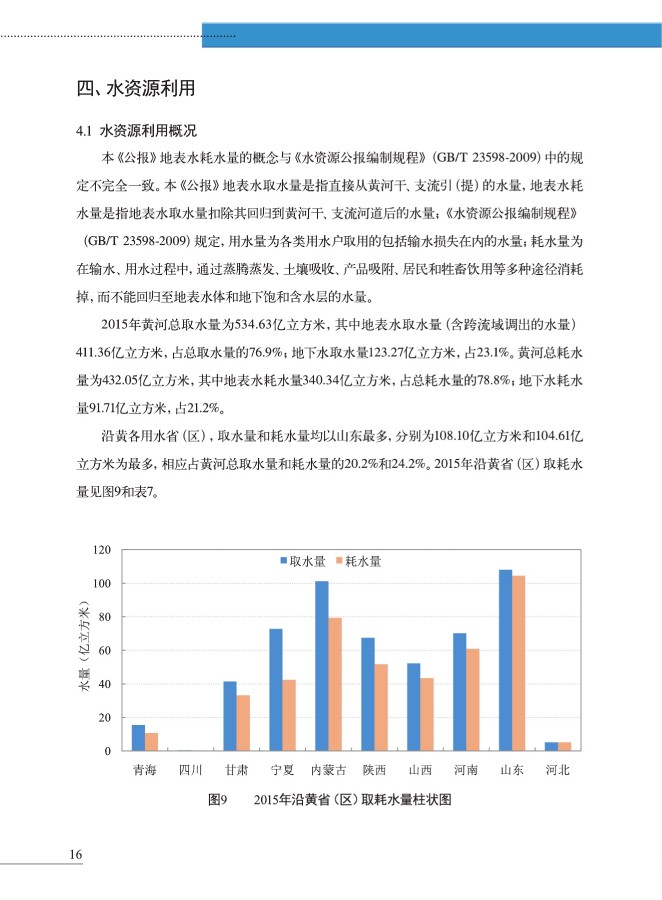 四、水资源利用
4.1 水资源利用概况
本《公报》地表水耗水量的概念与《水资源公报编制规程》(GB/T 23598-2009) 中的规
定不完全一致。本《公报》地表水取水量是指直接从黄河干、支流引(提)的水量，地表水耗
水量是指地表水取水量扣除其回归到黄河干、支流河道后的水量；《水资源公报编制规程》
(GB/T 23598-2009) 规定，用水量为各类用水户取用的包括输水损失在内的水量；耗水量为
在输水、用水过程中，通过蒸腾蒸发、土壤吸收、产品吸附、居民和牲畜饮用等多种途径消耗
掉，而不能回归至地表水体和地下饱和含水层的水量。
2015年黄河总取水量为534.63亿立方米，其中地表水取水量(含跨流域调出的水量)
411.36亿立方米，占总取水量的76.9%；地下水取水量123.27亿立方米，占23.1%。黄河总耗水
量为432.05亿立方米，其中地表水耗水量340.34亿立方米，占总耗水量的78.8%；地下水耗水
量91.71亿立方米，占21.2%。
沿黄各用水省(区)，取水量和耗水量均以山东最多，分别为108.10亿立方米和104.61亿
立方米为最多，相应占黄河总取水量和耗水量的20.2%和24.2%。2015年沿黄省(区)取耗水
量见图9和表7。
取水量 耗水量
水量（亿立方米）
120
100
80
60
40
20
0
青海 四川 甘肃 宁夏 内蒙古 陕西 山西 河南 山东 河北
图9 2015年沿黄省(区)取耗水量柱状图
16